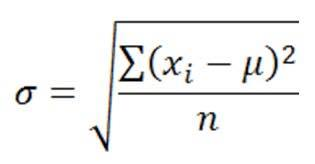 σ = √(∑(xᵢ − μ)² / n)